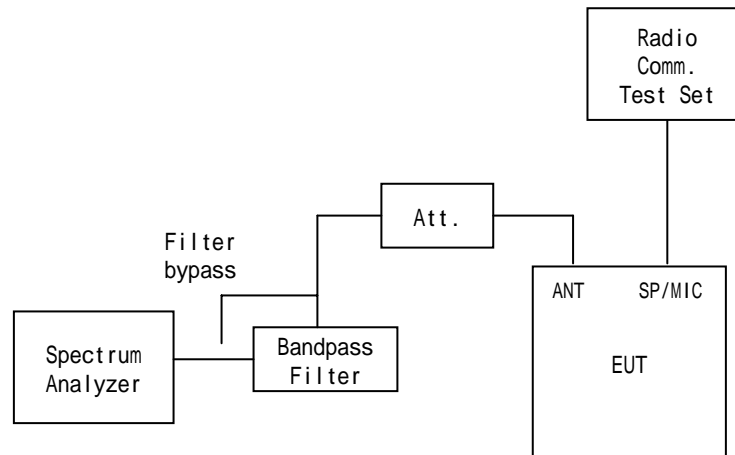 Radio
Comm.
Test Set
Att.
Filter
bypass
ANT SP/MIC
Spectrum
Analyzer
Bandpass
Filter
EUT